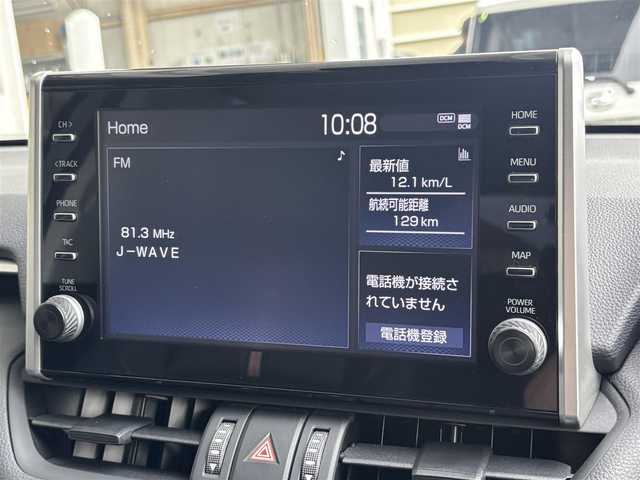 CH >
< TRACK
PHONE
T&C
TUNE
SCROLL
Home
10:08
DCM
DCM
FM
81.3 MHz
J-WAVE
最新値
12.1 km/L
航続可能距離
129 km
電話機が接続さ
れていません
電話機登録
HOME
MENU
AUDIO
MAP
POWER
VOLUME